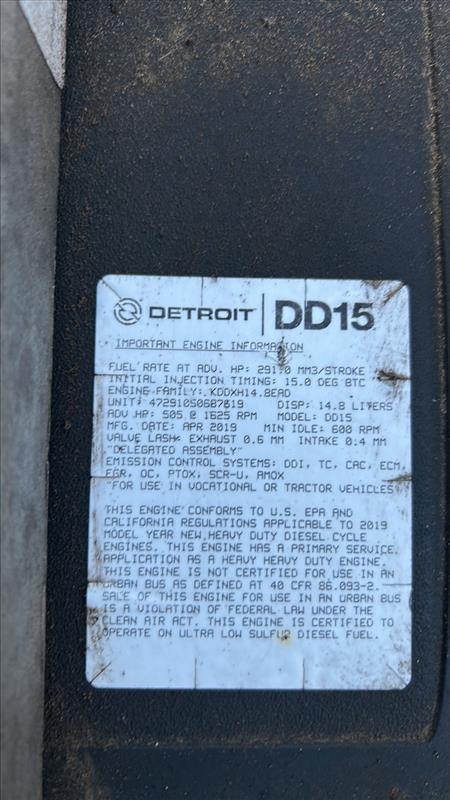 DETROIT DD15
IMPORTANT ENGINE INFORMATION
FUEL RATE AT ADV. HP: 291.0 MM3/STROKE
INITIAL INJECTION TIMING: 15.0 DEG BTC
ENGINE FAMILY: KDDXH14.8EAD
UNIT: 472910S0687619 DISP: 14.8 LITERS
ADV HP: 505.0 @ 1625 RPM MODEL: DD15
MFG. DATE: APR 2019 MIN IDLE: 600 RPM
VALVE LASH: EXHAUST 0.6 MM INTAKE 0.4 MM
"DELEGATED ASSEMBLY"
EMISSION CONTROL SYSTEMS: DDI, TC, CAC, ECM,
EGR, OC, PTOX, SCR-U, AMOX
"FOR USE IN VOCATIONAL OR TRACTOR VEHICLES"
THIS ENGINE CONFORMS TO U.S. EPA AND
CALIFORNIA REGULATIONS APPLICABLE TO 2019
MODEL YEAR NEW HEAVY DUTY DIESEL CYCLE
ENGINES. THIS ENGINE HAS A PRIMARY SERVICE
APPLICATION AS A HEAVY HEAVY DUTY ENGINE.
THIS ENGINE IS NOT CERTIFIED FOR USE IN AN
URBAN BUS AS DEFINED AT 40 CFR 86.093-2.
SALE OF THIS ENGINE FOR USE IN AN URBAN BUS
IS A VIOLATION OF FEDERAL LAW UNDER THE
CLEAN AIR ACT. THIS ENGINE IS CERTIFIED TO
OPERATE ON ULTRA LOW SULFUR DIESEL FUEL.